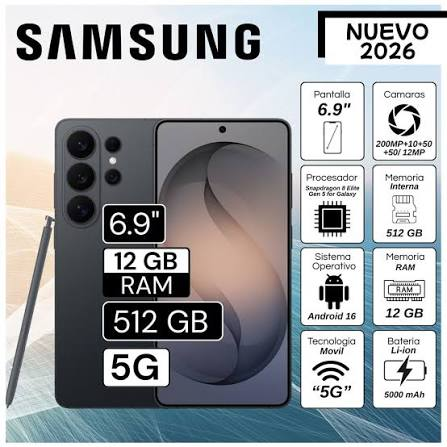 SAMSUNG
NUEVO
2026
Pantalla
6.9"
Camaras
200MP+10+50
+50/ 12MP
Procesador
Snapdragon 8 Elite
Gen 5 for Galaxy
Memoria
Interna
512 GB
Sistema
Operativo
Android 16
Memoria
RAM
RAM
12 GB
Tecnologia
Movil
“5G”
Bateria
Li-ion
5000 mAh
6.9"
12 GB
RAM
512 GB
5G